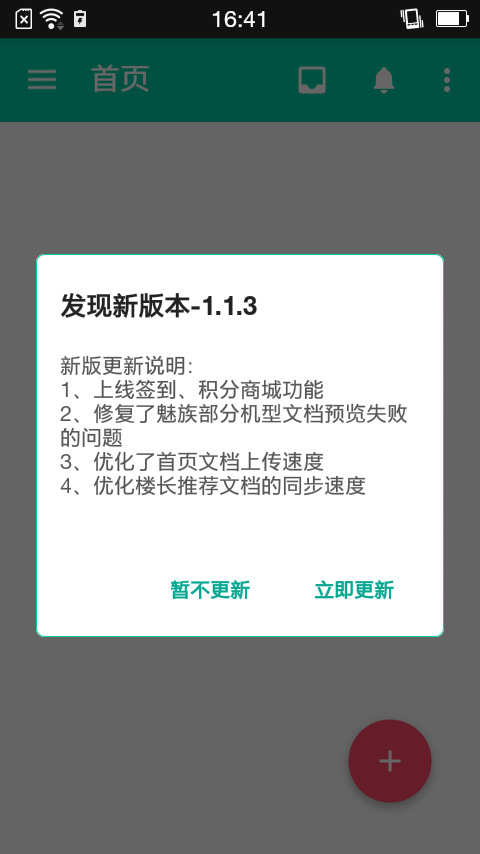 16:41
首页
发现新版本-1.1.3
新版更新说明:
1、上线签到、积分商城功能
2、修复了魅族部分机型文档预览失败
的问题
3、优化了首页文档上传速度
4、优化楼长推荐文档的同步速度
暂不更新
立即更新